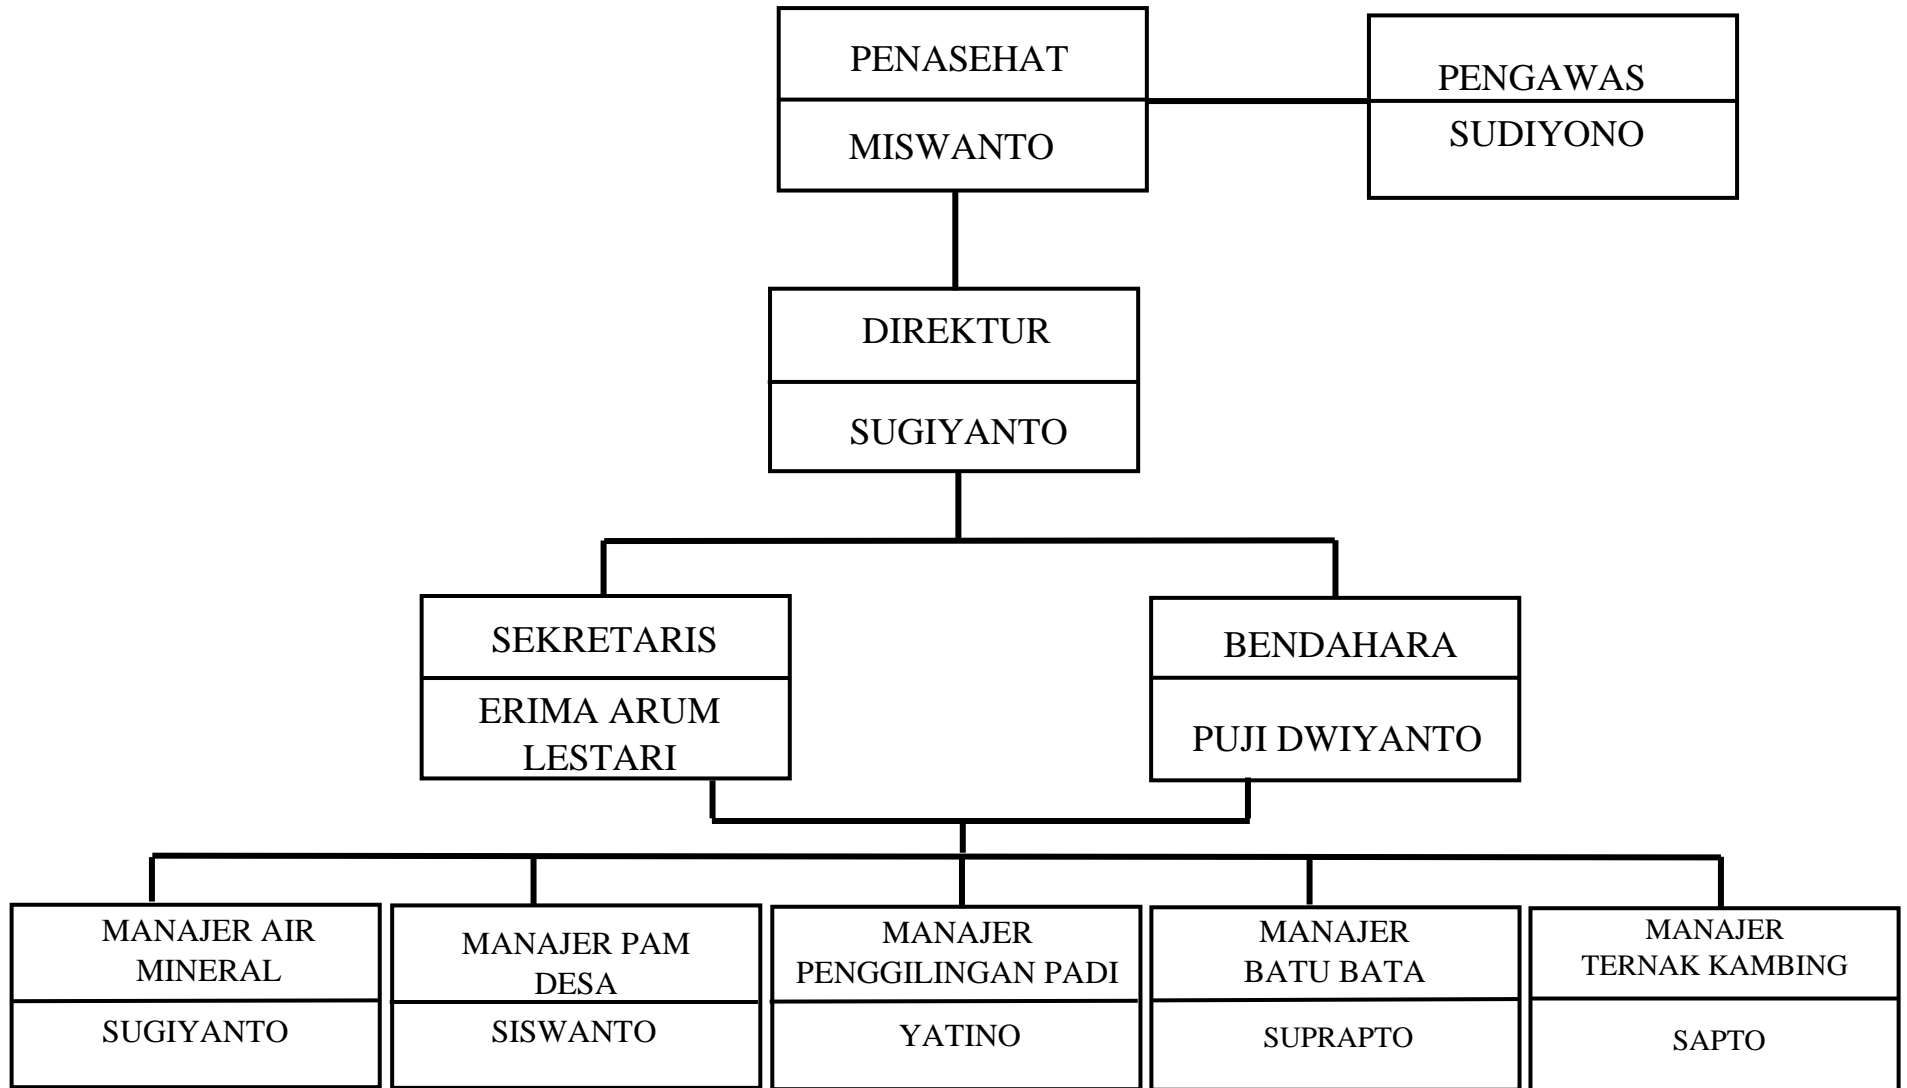 PENASEHAT
MISWANTO
PENGAWAS
SUDIYONO
DIREKTUR
SUGIYANTO
SEKRETARIS
ERIMA ARUM
LESTARI
BENDAHARA
PUJI DWIYANTO
MANAJER AIR
MINERAL
SUGIYANTO
MANAJER PAM
DESA
SISWANTO
MANAJER
PENGGILINGAN PADI
YATINO
MANAJER
BATU BATA
SUPRAPTO
MANAJER
TERNAK KAMBING
SAPTO